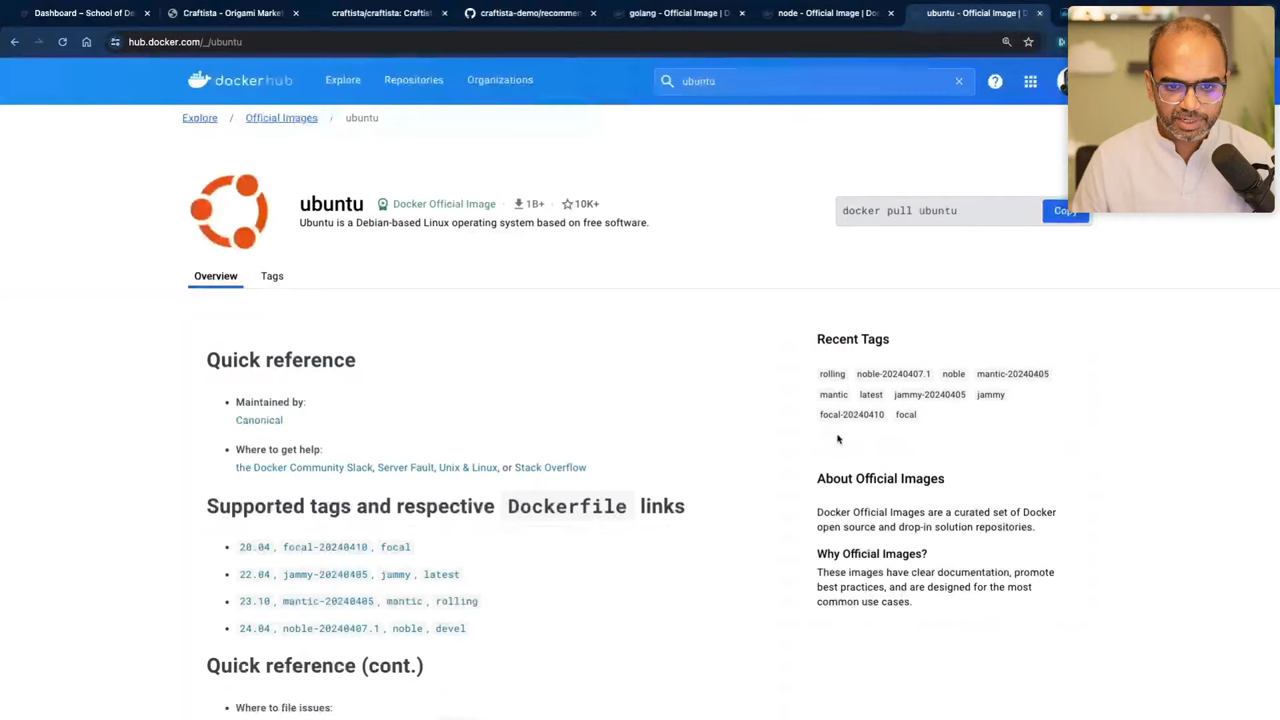 Dashboard – School of De
Craftista - Origami Market
craftista/craftista: Craftist
craftista-demo/recommen
golang - Official Image | D
node - Official Image | Doc
ubuntu - Official Image | D
hub.docker.com/_/ubuntu
dockerhub
Explore
Repositories
Organizations
ubuntu
Explore / Official Images / ubuntu
ubuntu
Docker Official Image
1B+
10K+
Ubuntu is a Debian-based Linux operating system based on free software.
docker pull ubuntu
Copy
Overview
Tags
Quick reference
• Maintained by:
Canonical
• Where to get help:
the Docker Community Slack, Server Fault, Unix & Linux, or Stack Overflow
Supported tags and respective Dockerfile links
• 20.04, focal-20240410, focal
• 22.04, jammy-20240405, jammy, latest
• 23.10, mantic-20240405, mantic, rolling
• 24.04, noble-20240407.1, noble, devel
Quick reference (cont.)
• Where to file issues:
Recent Tags
rolling noble-20240407.1 noble mantic-20240405
mantic latest jammy-20240405 jammy
focal-20240410 focal
About Official Images
Docker Official Images are a curated set of Docker
open source and drop-in solution repositories.
Why Official Images?
These images have clear documentation, promote
best practices, and are designed for the most
common use cases.